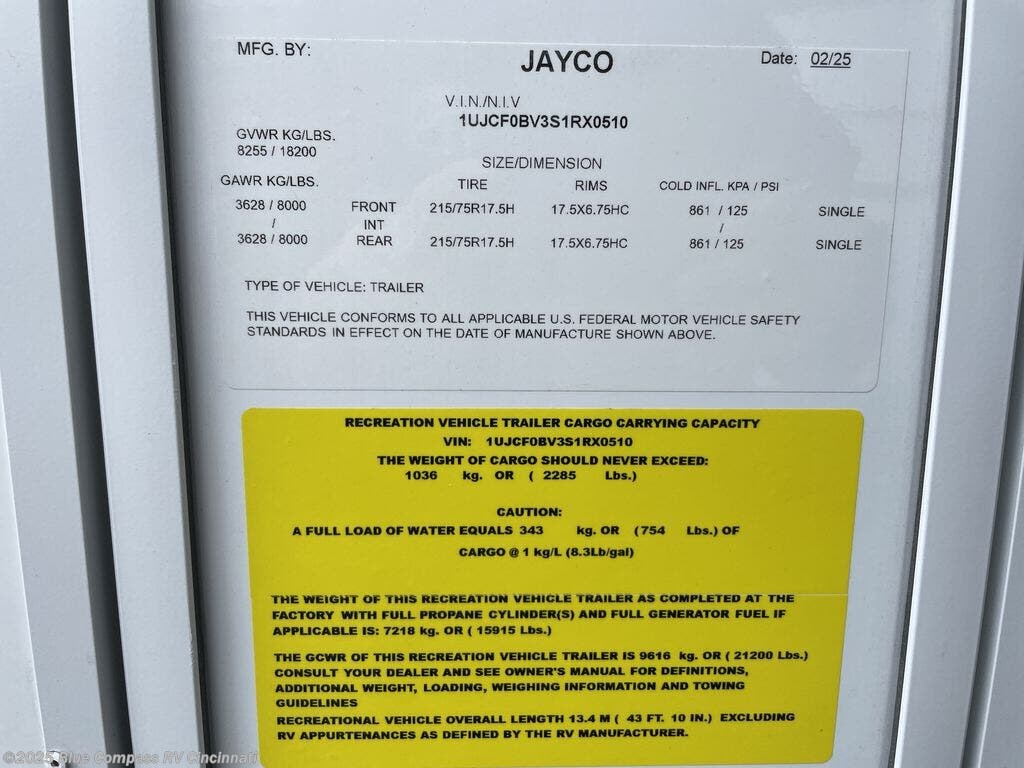 MFG. BY: JAYCO Date: 02/25
V.I.N./N.I.V
1UJCF0BV3S1RX0510
GVWR KG/LBS.
8255 / 18200
SIZE/DIMENSION
GAWR KG/LBS. TIRE RIMS COLD INFL. KPA / PSI
3628 / 8000 FRONT 215/75R17.5H 17.5X6.75HC 861 / 125 SINGLE
/ INT /
3628 / 8000 REAR 215/75R17.5H 17.5X6.75HC 861 / 125 SINGLE
TYPE OF VEHICLE: TRAILER
THIS VEHICLE CONFORMS TO ALL APPLICABLE U.S. FEDERAL MOTOR VEHICLE SAFETY
STANDARDS IN EFFECT ON THE DATE OF MANUFACTURE SHOWN ABOVE.
RECREATION VEHICLE TRAILER CARGO CARRYING CAPACITY
VIN: 1UJCF0BV3S1RX0510
THE WEIGHT OF CARGO SHOULD NEVER EXCEED:
1036 kg. OR ( 2285 Lbs.)
CAUTION:
A FULL LOAD OF WATER EQUALS 343 kg. OR (754 Lbs.) OF
CARGO @ 1 kg/L (8.3Lb/gal)
THE WEIGHT OF THIS RECREATION VEHICLE TRAILER AS COMPLETED AT THE
FACTORY WITH FULL PROPANE CYLINDER(S) AND FULL GENERATOR FUEL IF
APPLICABLE IS: 7218 kg. OR ( 15915 Lbs.)
THE GCWR OF THIS RECREATION VEHICLE TRAILER IS 9616 kg. OR ( 21200 Lbs.)
CONSULT YOUR DEALER AND SEE OWNER'S MANUAL FOR DEFINITIONS,
ADDITIONAL WEIGHT, LOADING, WEIGHING INFORMATION AND TOWING
GUIDELINES
RECREATIONAL VEHICLE OVERALL LENGTH 13.4 M ( 43 FT. 10 IN.) EXCLUDING
RV APPURTENANCES AS DEFINED BY THE RV MANUFACTURER.
©2025 Blue Compass RV Cincinnati